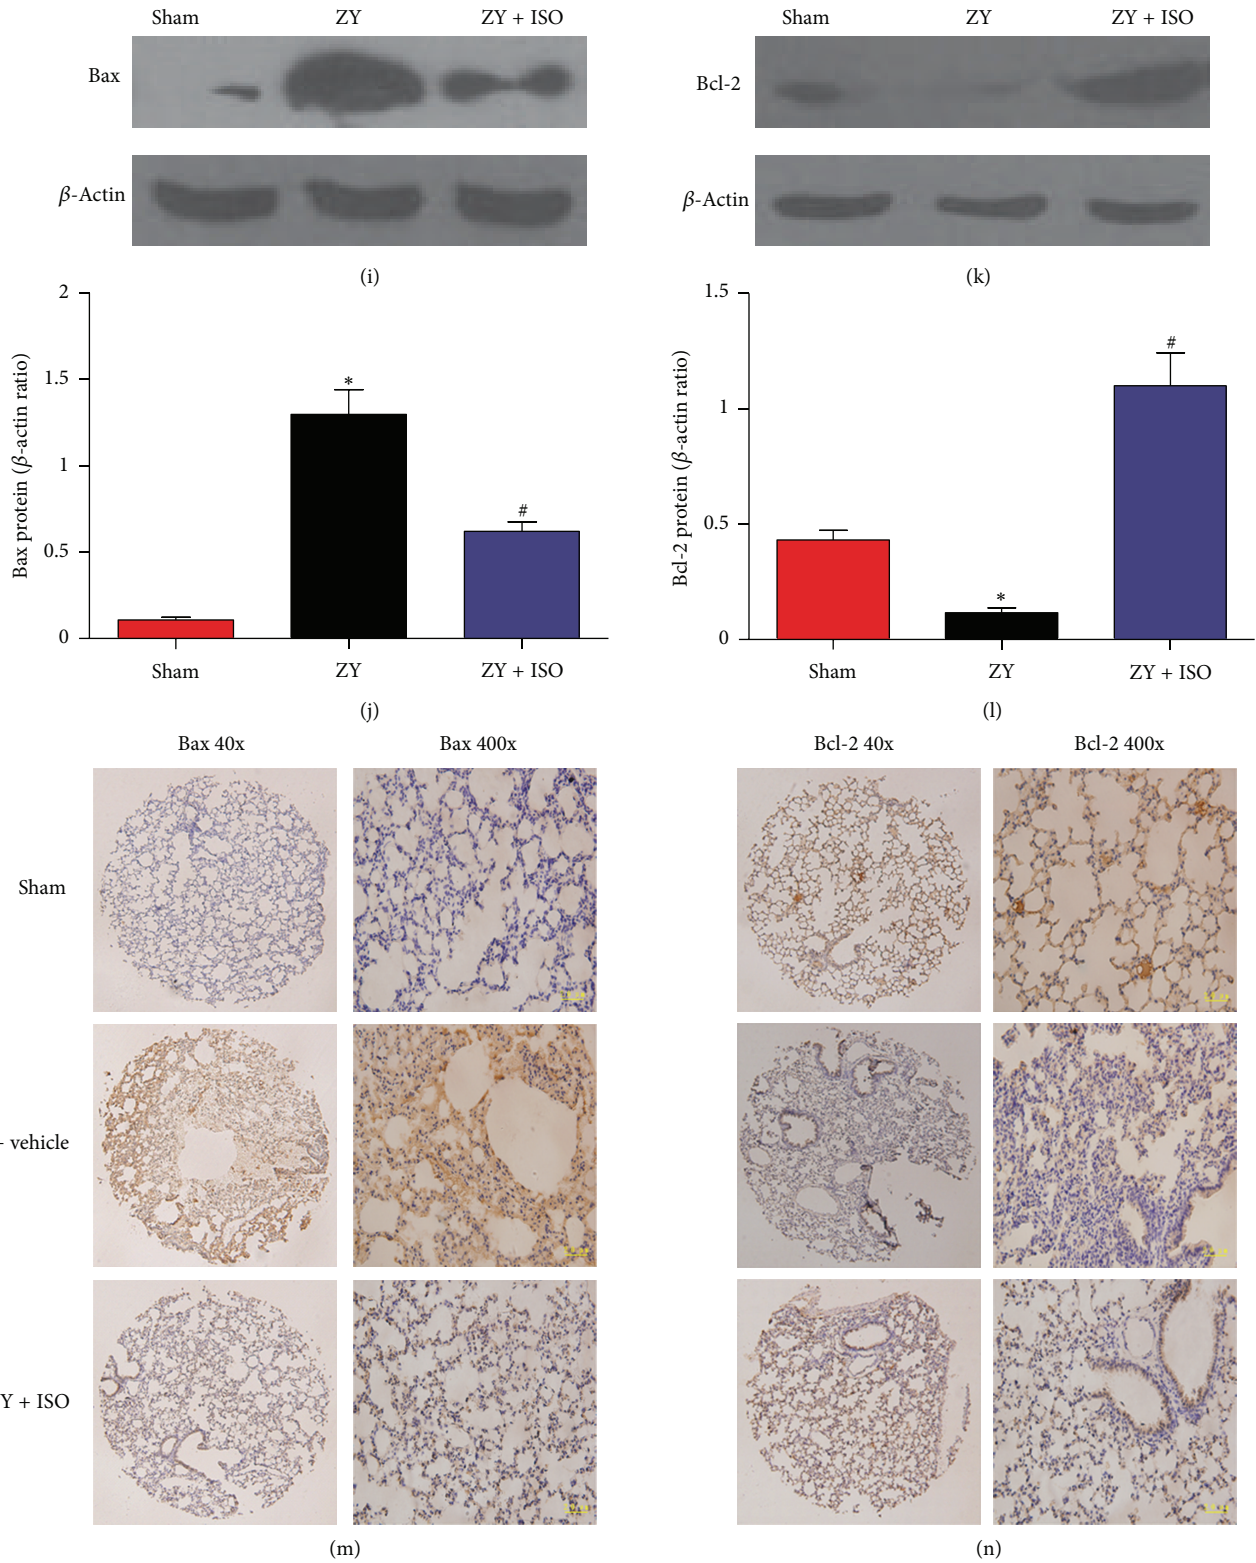 Sham ZY ZY + ISO
Bax
β-Actin
(i)
Sham ZY ZY + ISO
Bcl-2
β-Actin
(k)
2
1.5
1
0.5
0
Bax protein (β-actin ratio)
*
#
Sham ZY ZY + ISO
(j)
1.5
1
0.5
0
Bcl-2 protein (β-actin ratio)
*
#
Sham ZY ZY + ISO
(l)
Bax 40x Bax 400x
Bcl-2 40x Bcl-2 400x
Sham
- vehicle
Y + ISO
(m)
(n)